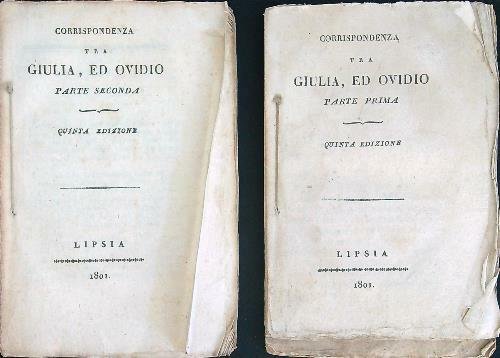 CORRISPONDENZA
TRA
GIULIA, ED OVIDIO
PARTE SECONDA
QUINTA EDIZIONE
LIPSIA
1801.
CORRISPONDENZA
TRA
GIULIA, ED OVIDIO
PARTE PRIMA
QUINTA EDIZIONE
LIPSIA
1801.